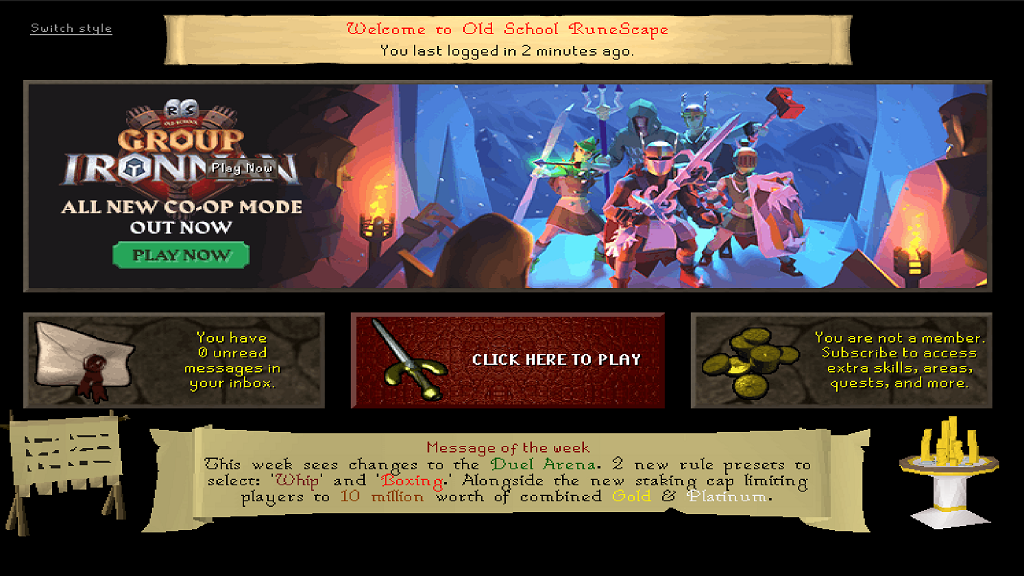 Switch style
Welcome to Old School RuneScape
You last logged in 2 minutes ago.
RS
OLD SCHOOL
GROUP
IRONMAN
Play Now
ALL NEW CO-OP MODE
OUT NOW
PLAY NOW
You have
0 unread
messages in
your inbox.
CLICK HERE TO PLAY
You are not a member.
Subscribe to access
extra skills, areas,
quests, and more.
Message of the week
This week sees changes to the Duel Arena. 2 new rule presets to
select: 'Whip' and 'Boxing.' Alongside the new staking cap limiting
players to 10 million worth of combined Gold & Platinum.